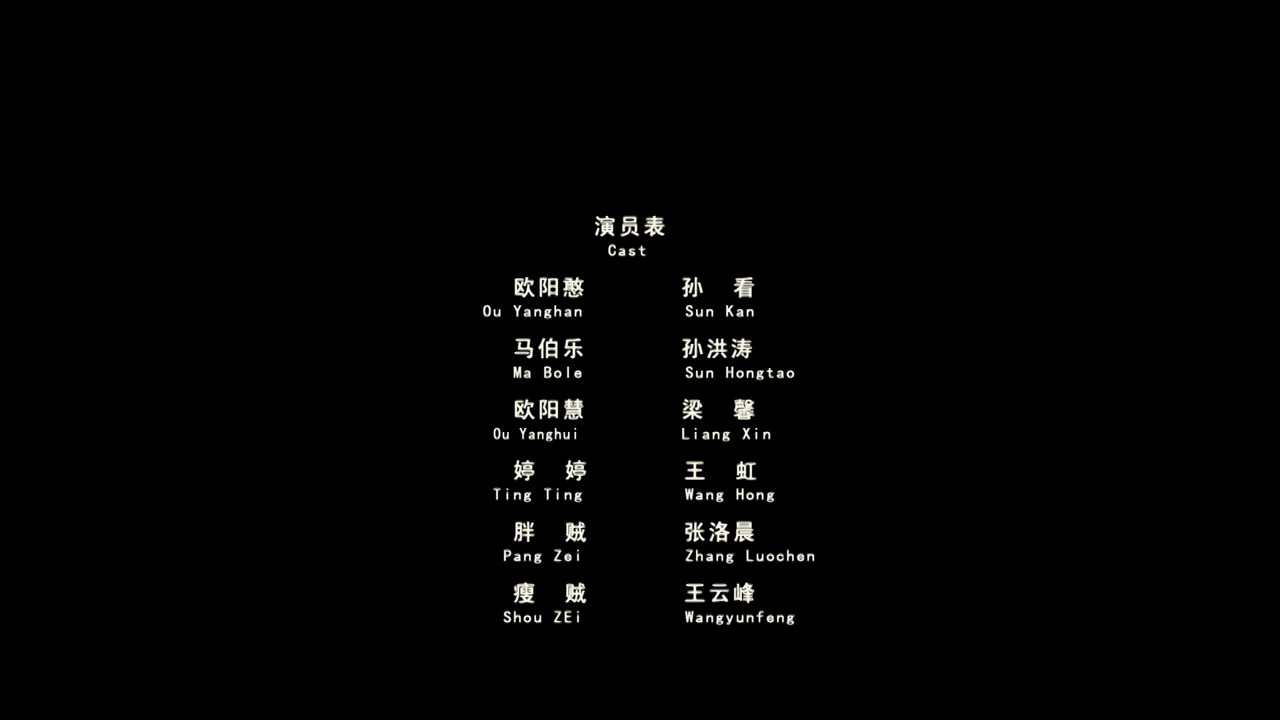 演员表
Cast
欧阳憨 孙 看
Ou Yanghan Sun Kan
马伯乐 孙洪涛
Ma Bole Sun Hongtao
欧阳慧 梁 馨
Ou Yanghui Liang Xin
婷 婷 王 虹
Ting Ting Wang Hong
胖 贼 张洛晨
Pang Zei Zhang Luochen
瘦 贼 王云峰
Shou ZEi Wangyunfeng